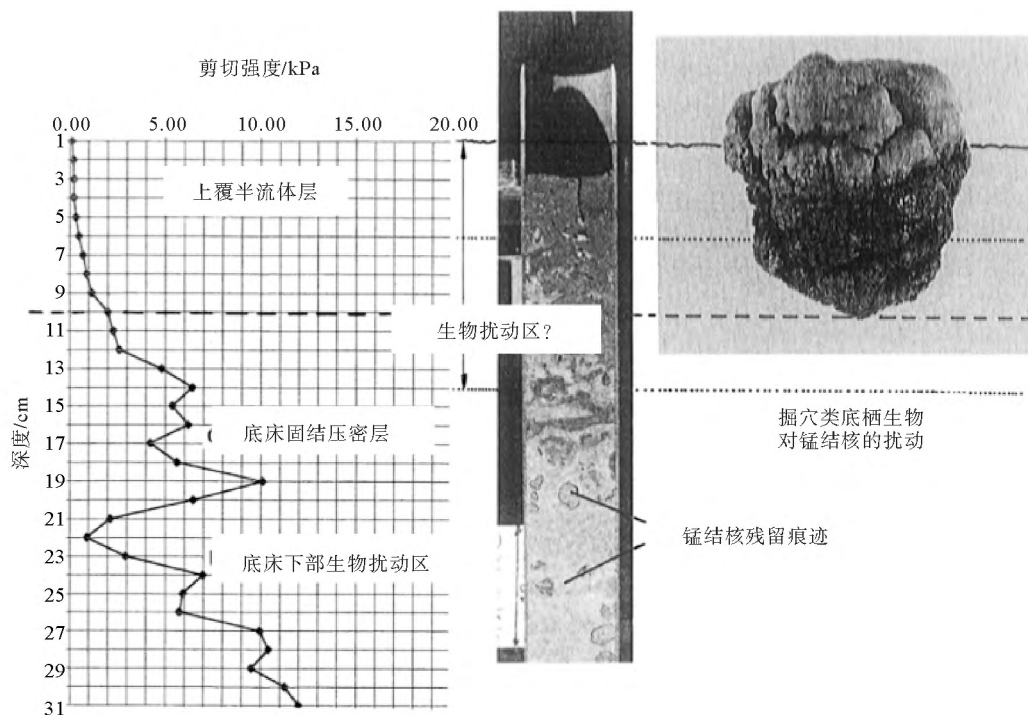 剪切强度/kPa
0.00 5.00 10.00 15.00 20.00
1
3
5
7
9
11
13
15
17
19
21
23
25
27
29
31
深度/cm
上覆半流体层
生物扰动区？
底床固结压密层
底床下部生物扰动区
掘穴类底栖生物
对锰结核的扰动
锰结核残留痕迹